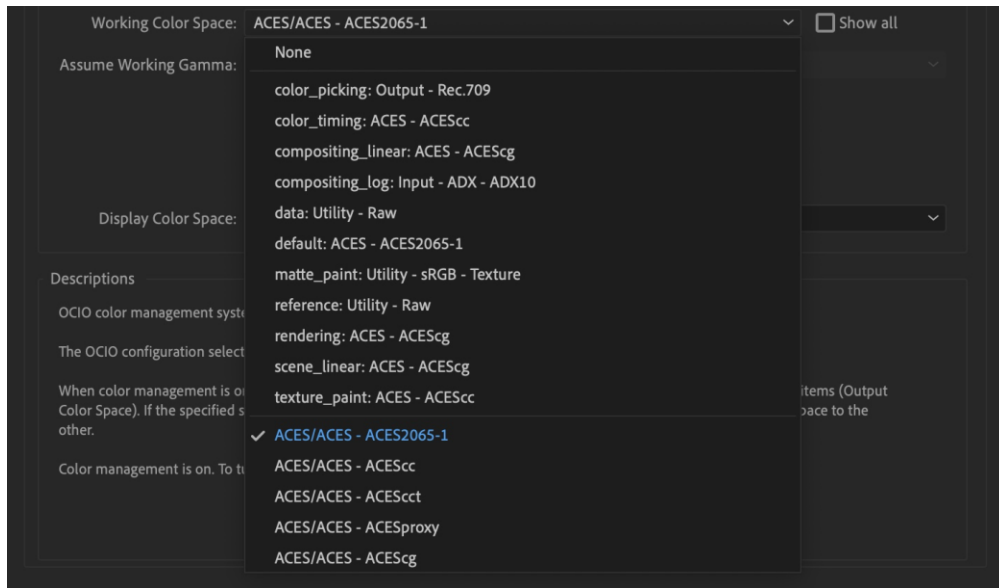 Working Color Space: ACES/ACES - ACES2065-1 Show all
None
Assume Working Gamma:
color_picking: Output - Rec.709
color_timing: ACES - ACEScc
compositing_linear: ACES - ACEScg
compositing_log: Input - ADX - ADX10
data: Utility - Raw
Display Color Space:
default: ACES - ACES2065-1
matte_paint: Utility - sRGB - Texture
Descriptions
reference: Utility - Raw
OCIO color management syste
rendering: ACES - ACEScg
The OCIO configuration select
scene_linear: ACES - ACEScg
When color management is o items (Output
texture_paint: ACES - ACEScc
Color Space). If the specified s pace to the
other.
ACES/ACES - ACES2065-1
ACES/ACES - ACEScc
Color management is on. To tu
ACES/ACES - ACEScct
ACES/ACES - ACESproxy
ACES/ACES - ACEScg